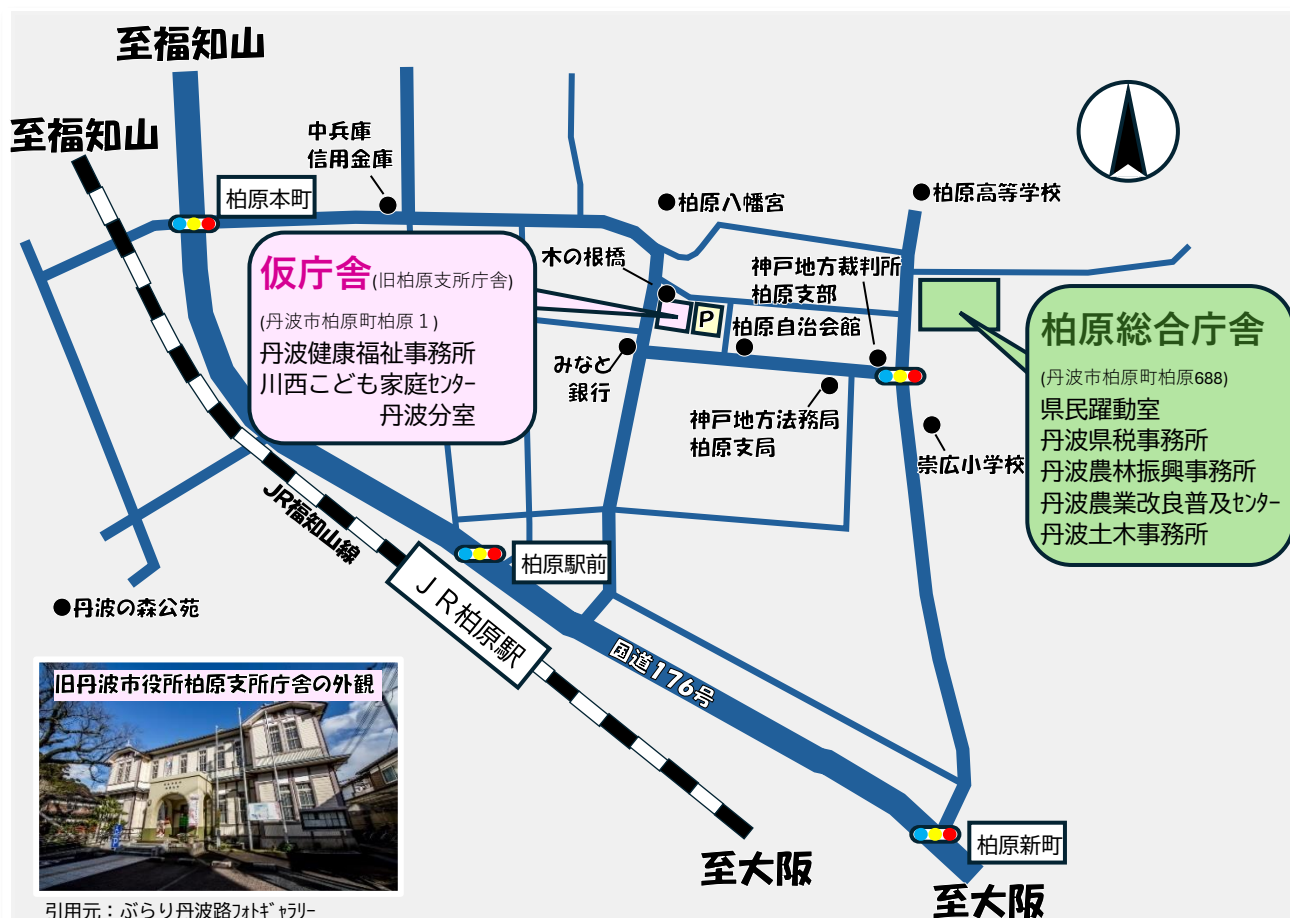 至福知山
至福知山
中兵庫
信用金庫
柏原本町
柏原八幡宮
柏原高等学校
木の根橋
神戸地方裁判所
柏原支部
仮庁舎(旧柏原支所庁舎)
(丹波市柏原町柏原１)
丹波健康福祉事務所
川西こども家庭ｾﾝﾀｰ
丹波分室
P
柏原自治会館
みなと
銀行
神戸地方法務局
柏原支局
柏原総合庁舎
(丹波市柏原町柏原688)
県民躍動室
丹波県税事務所
丹波農林振興事務所
丹波農業改良普及ｾﾝﾀｰ
丹波土木事務所
崇広小学校
JR福知山線
柏原駅前
ＪＲ柏原駅
丹波の森公苑
国道176号
旧丹波市役所柏原支所庁舎の外観
柏原新町
至大阪
至大阪
引用元：ぶらり丹波路ﾌｫﾄｷﾞｬﾗﾘｰ